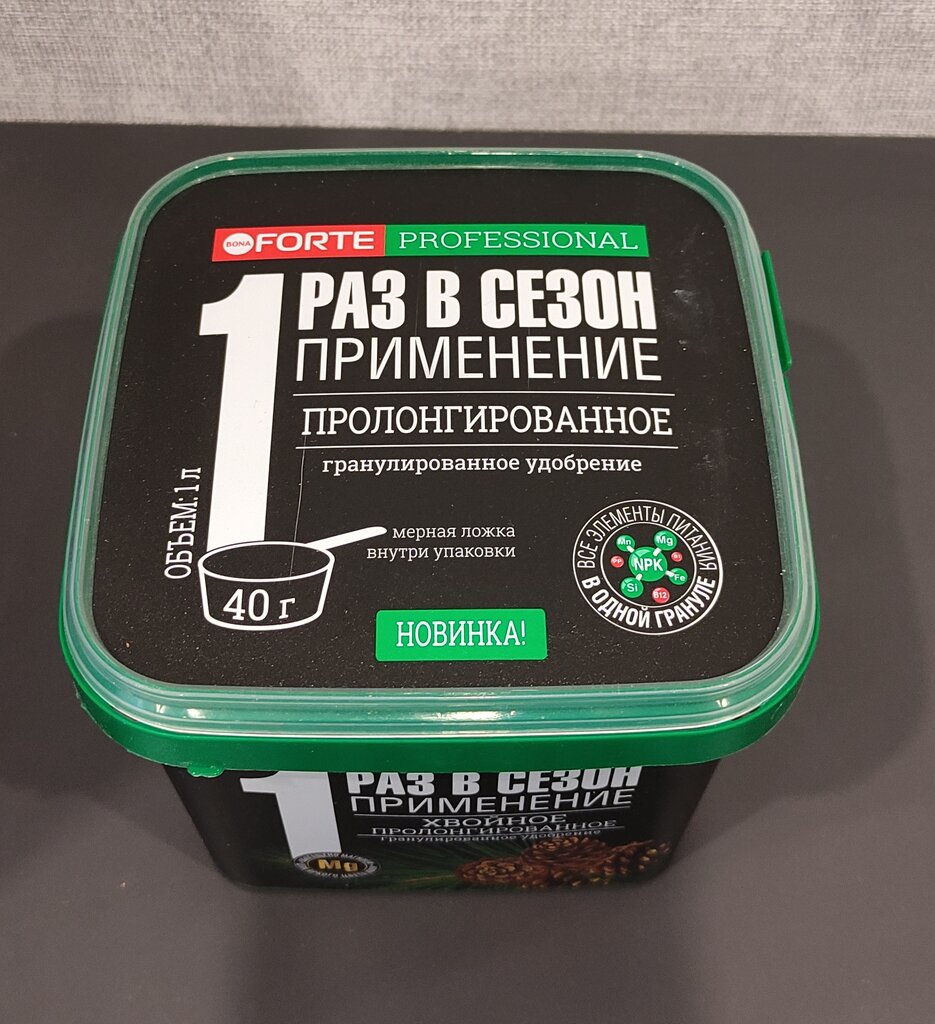 BONA FORTE PROFESSIONAL
1 РАЗ В СЕЗОН
ПРИМЕНЕНИЕ
ПРОЛОНГИРОВАННОЕ
гранулированное удобрение
ОБЪЕМ: 1 л
мерная ложка
внутри упаковки
40 г
НОВИНКА!
ВСЕ ЭЛЕМЕНТЫ ПИТАНИЯ
В ОДНОЙ ГРАНУЛЕ
Mn Mg
NPK
Fe
Si
B12
1 РАЗ В СЕЗОН
ПРИМЕНЕНИЕ
ХВОЙНОЕ
ПРОЛОНГИРОВАННОЕ
гранулированное удобрение
Mg